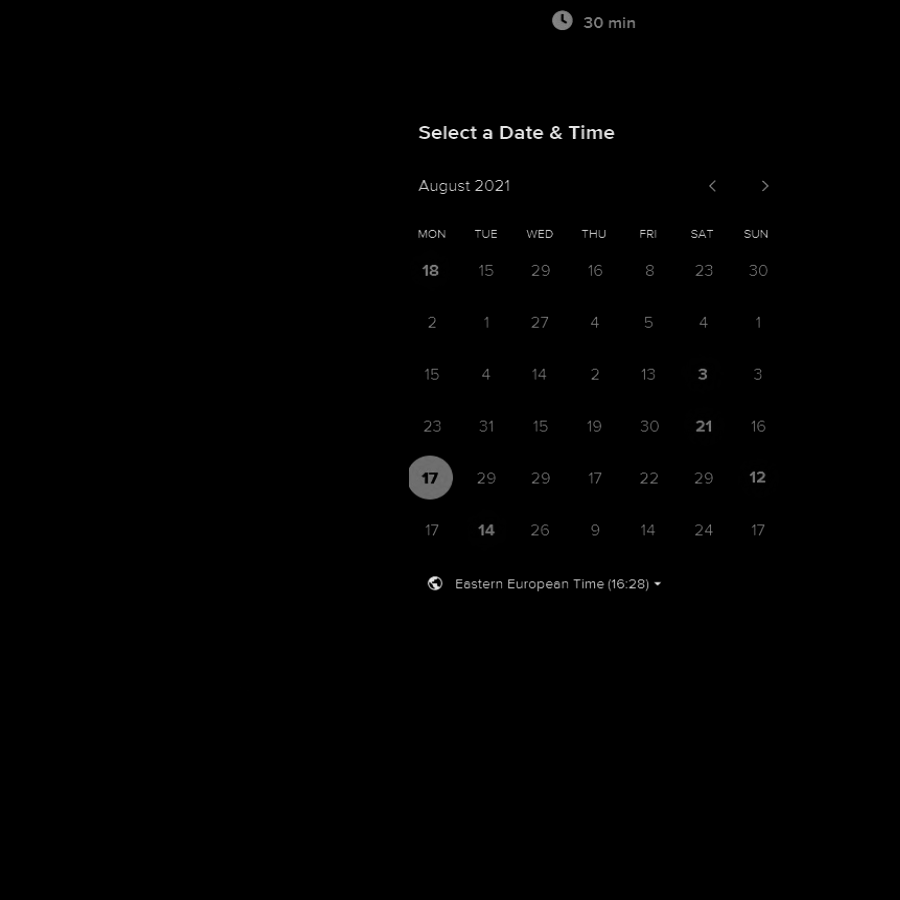 30 min
Select a Date & Time
August 2021
MON TUE WED THU FRI SAT SUN
18 15 29 16 8 23 30
2 1 27 4 5 4 1
15 4 14 2 13 3 3
23 31 15 19 30 21 16
17 29 29 17 22 29 12
17 14 26 9 14 24 17
Eastern European Time (16:28)